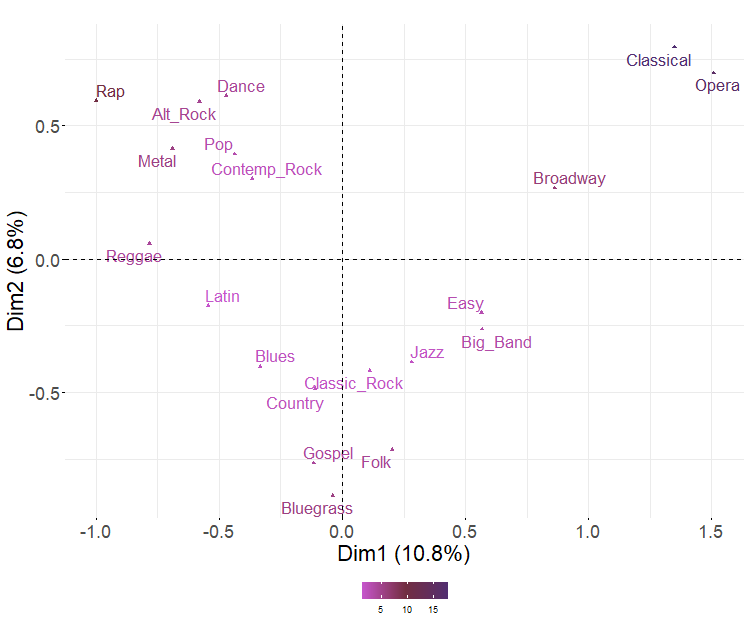 Classical
Opera
Rap
Dance
Alt_Rock
Pop
Metal
Contemp_Rock
Broadway
Reggae
Latin
Easy
Big_Band
Jazz
Blues
Classic_Rock
Country
Gospel
Folk
Bluegrass
0.5
0.0
-0.5
Dim2 (6.8%)
-1.0 -0.5 0.0 0.5 1.0 1.5
Dim1 (10.8%)
5 10 15